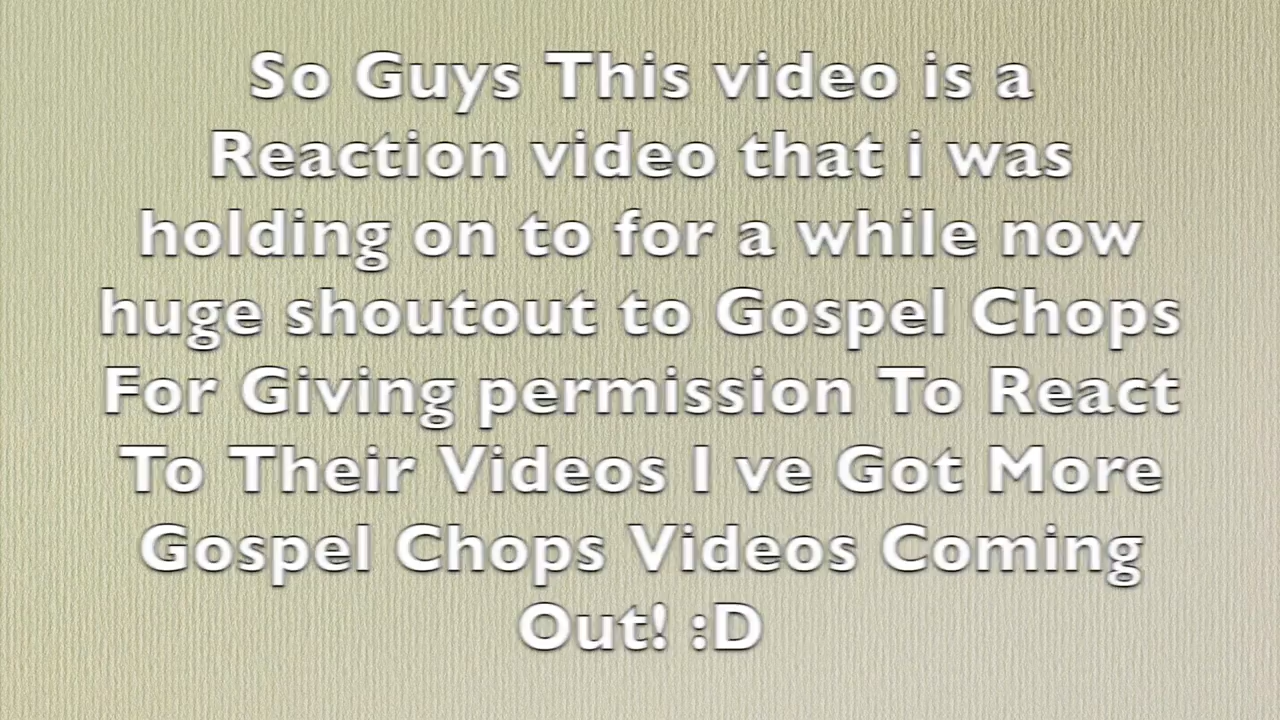 So Guys This video is a
Reaction video that i was
holding on to for a while now
huge shoutout to Gospel Chops
For Giving permission To React
To Their Videos I ve Got More
Gospel Chops Videos Coming
Out! :D